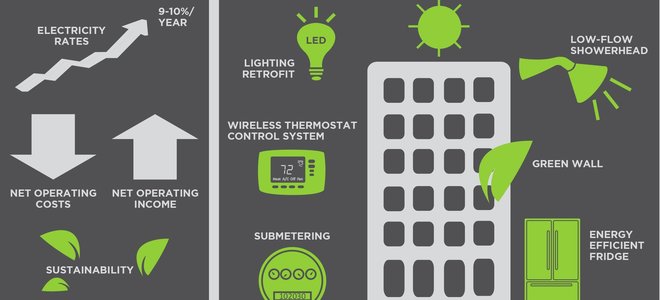 9-10%/
YEAR
ELECTRICITY
RATES
NET OPERATING
COSTS
NET OPERATING
INCOME
SUSTAINABILITY
LED
LIGHTING
RETROFIT
WIRELESS THERMOSTAT
CONTROL SYSTEM
72
SUBMETERING
LOW-FLOW
SHOWERHEAD
GREEN WALL
ENERGY
EFFICIENT
FRIDGE